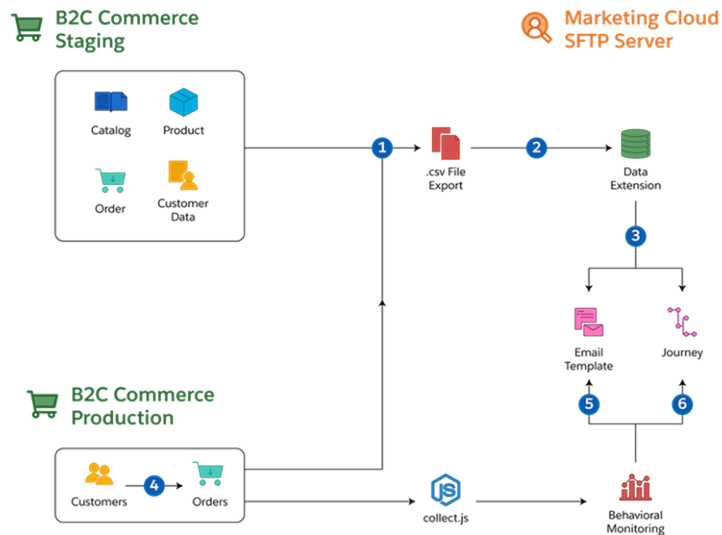 B2C Commerce
Staging
Marketing Cloud
SFTP Server
Catalog
Product
Order
Customer
Data
1
.csv File
Export
2
Data
Extension
3
Email
Template
Journey
B2C Commerce
Production
5
6
Customers
4
Orders
JS
collect.js
Behavioral
Monitoring